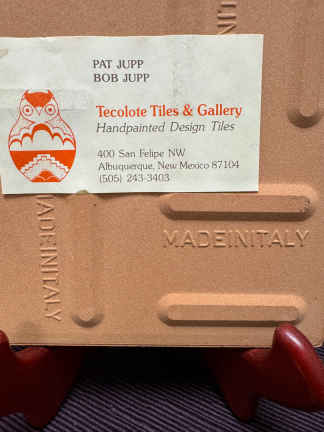 PAT JUPP
BOB JUPP
Tecolote Tiles & Gallery
Handpainted Design Tiles
400 San Felipe NW
Albuquerque, New Mexico 87104
(505) 243-3403
MADEINITALY
MADEINITALY